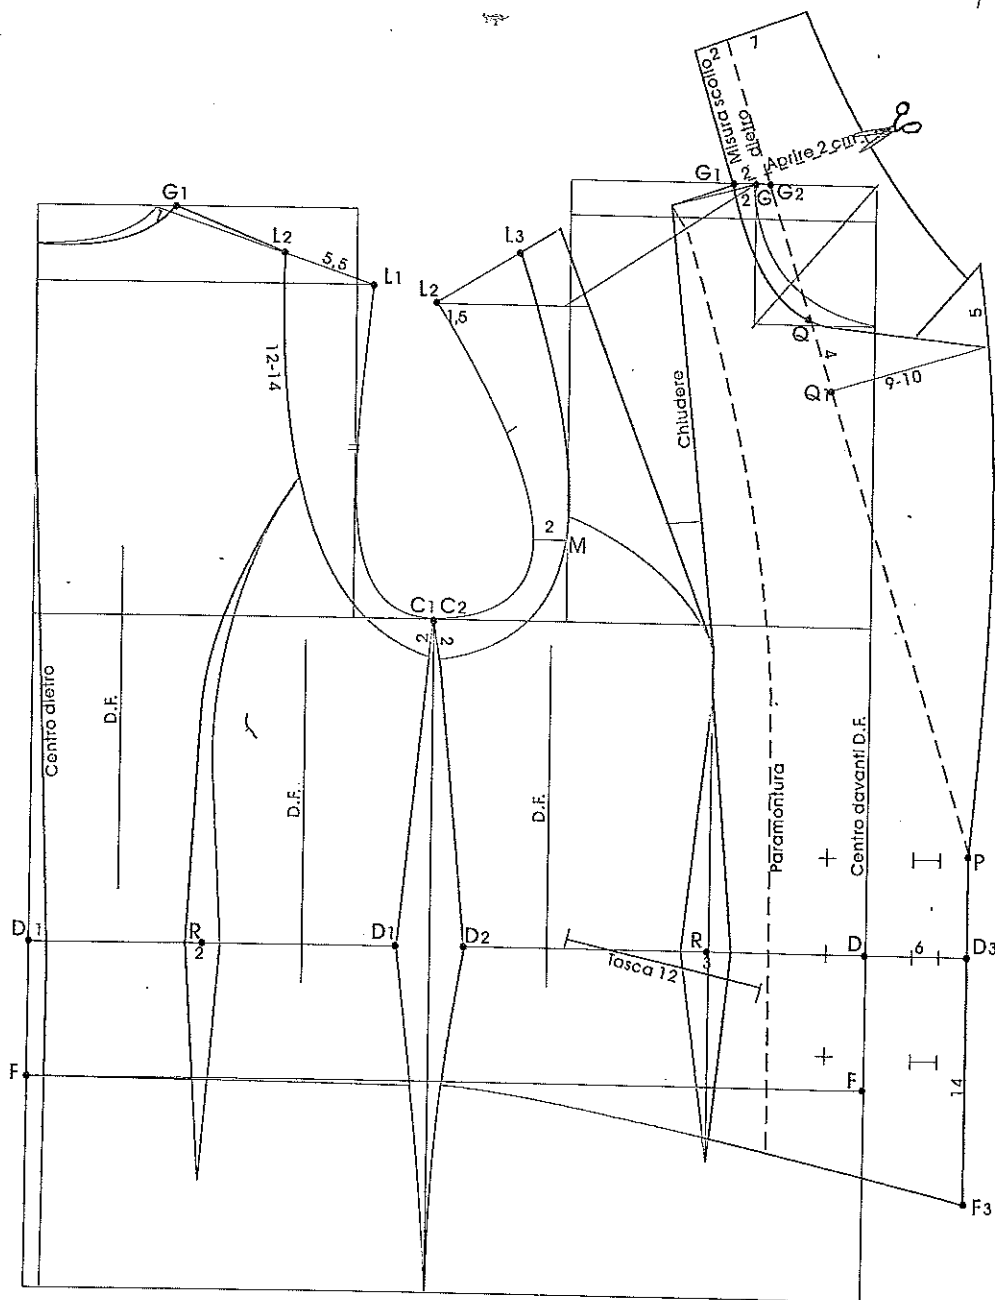 2
7
Misura scollo
dietro
Aprire 2 cm.
G1
2
2
G
G2
G1
L2
5,5
L1
L3
L2
1,5
12-14
Chiudere
Q
4
5
Q1
9-10
2
M
C1 C2
2
2
Centro dietro
D.F.
D.F.
D.F.
Paramontura
Centro davanti D.F.
P
D
1
R
2
D1
D2
R
3
Tasca 12
D
6
D3
F
F
14
F3